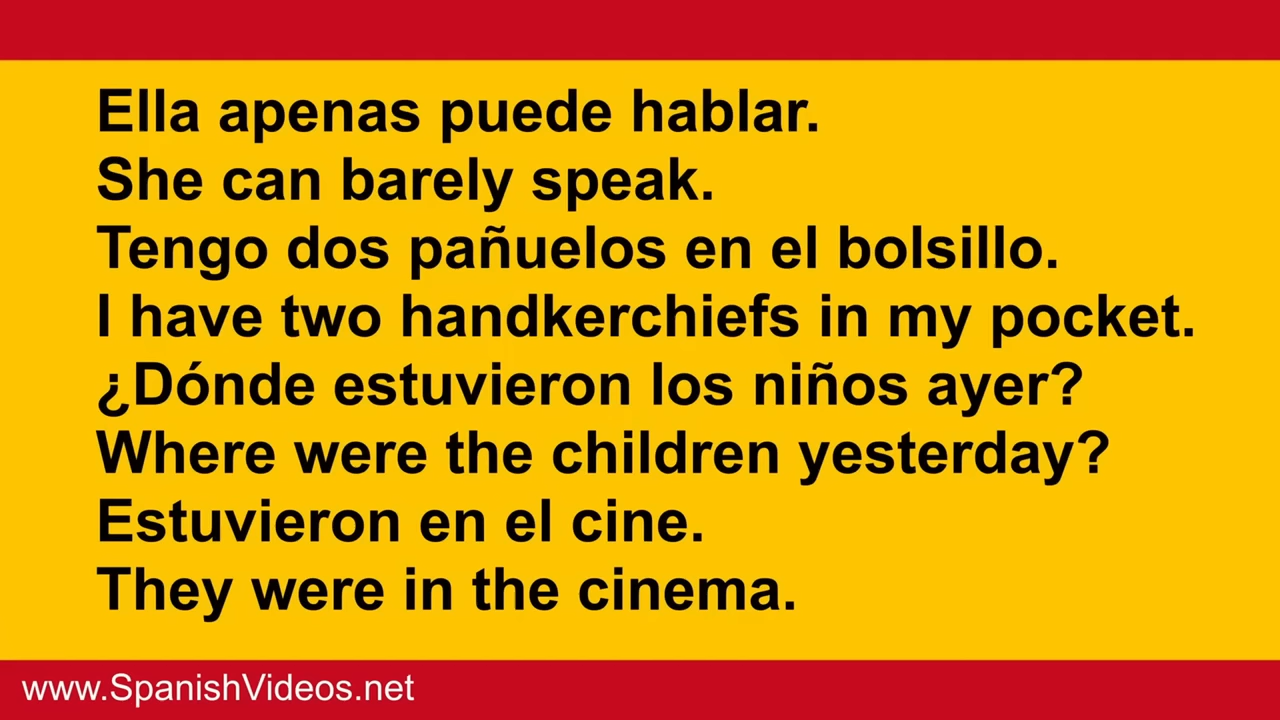 Ella apenas puede hablar.
She can barely speak.
Tengo dos pañuelos en el bolsillo.
I have two handkerchiefs in my pocket.
¿Dónde estuvieron los niños ayer?
Where were the children yesterday?
Estuvieron en el cine.
They were in the cinema.
www.SpanishVideos.net